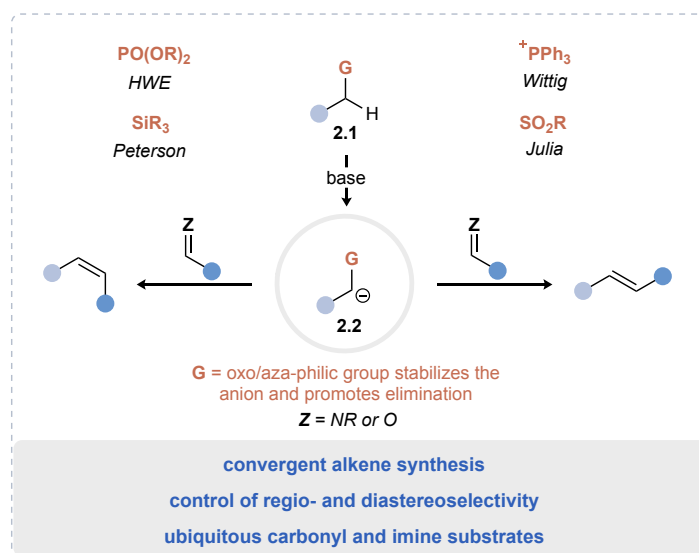 PO(OR)2
HWE
SiR3
Peterson
G
H
2.1
base
+PPh3
Wittig
SO2R
Julia
Z
G
2.2
Z
G = oxo/aza-philic group stabilizes the
anion and promotes elimination
Z = NR or O
convergent alkene synthesis
control of regio- and diastereoselectivity
ubiquitous carbonyl and imine substrates